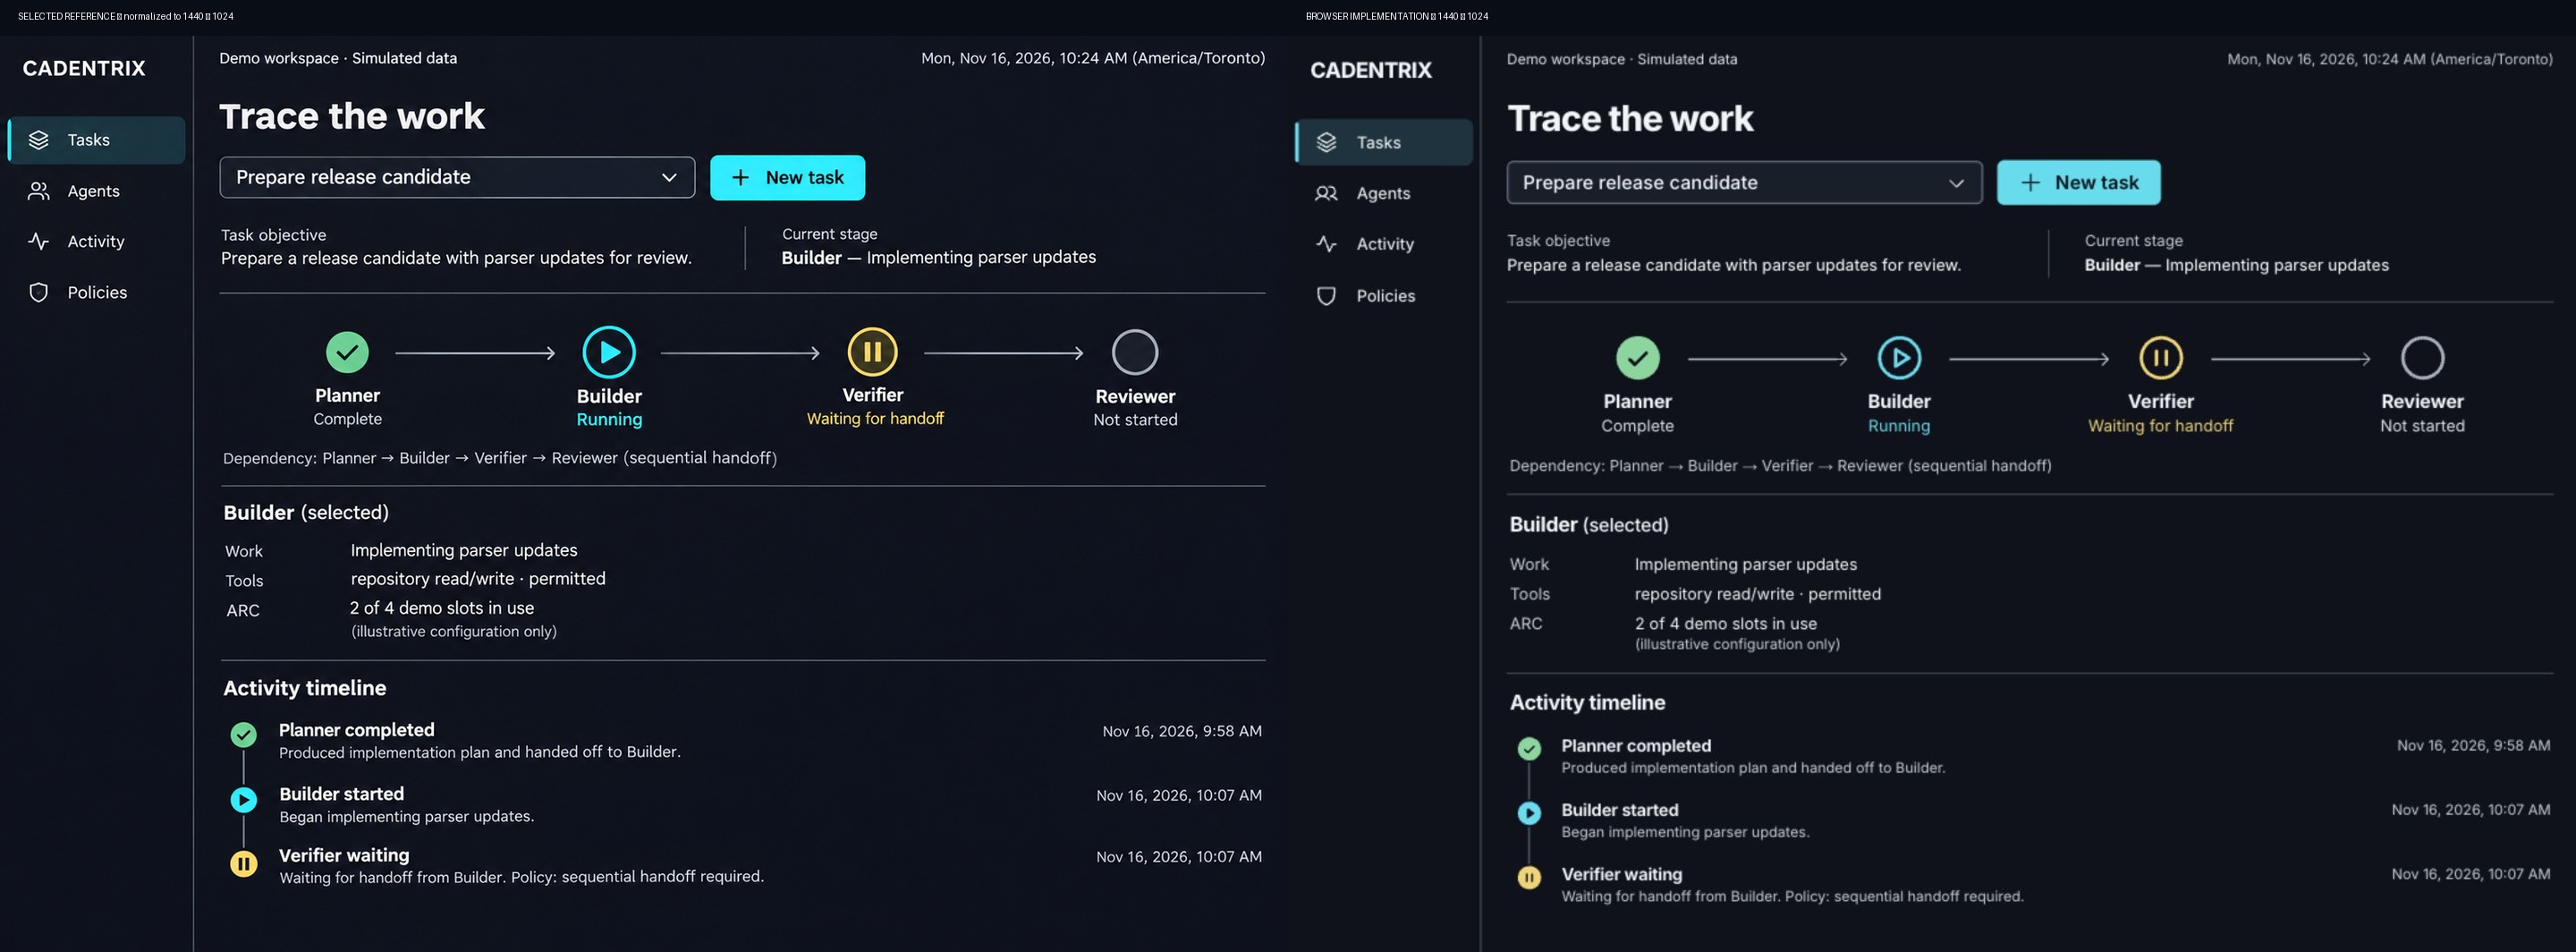 SELECTED REFERENCE normalized to 1440 1024
CADENTRIX
Tasks
Agents
Activity
Policies
Demo workspace · Simulated data
Mon, Nov 16, 2026, 10:24 AM (America/Toronto)
Trace the work
Prepare release candidate
+ New task
Task objective
Prepare a release candidate with parser updates for review.
Current stage
Builder — Implementing parser updates
Planner
Complete
Builder
Running
Verifier
Waiting for handoff
Reviewer
Not started
Dependency: Planner → Builder → Verifier → Reviewer (sequential handoff)
Builder (selected)
Work
Implementing parser updates
Tools
repository read/write · permitted
ARC
2 of 4 demo slots in use
(illustrative configuration only)
Activity timeline
Planner completed
Nov 16, 2026, 9:58 AM
Produced implementation plan and handed off to Builder.
Builder started
Nov 16, 2026, 10:07 AM
Began implementing parser updates.
Verifier waiting
Nov 16, 2026, 10:07 AM
Waiting for handoff from Builder. Policy: sequential handoff required.
BROWSER IMPLEMENTATION 1440 1024
CADENTRIX
Tasks
Agents
Activity
Policies
Demo workspace · Simulated data
Mon, Nov 16, 2026, 10:24 AM (America/Toronto)
Trace the work
Prepare release candidate
+ New task
Task objective
Prepare a release candidate with parser updates for review.
Current stage
Builder — Implementing parser updates
Planner
Complete
Builder
Running
Verifier
Waiting for handoff
Reviewer
Not started
Dependency: Planner → Builder → Verifier → Reviewer (sequential handoff)
Builder (selected)
Work
Implementing parser updates
Tools
repository read/write · permitted
ARC
2 of 4 demo slots in use
(illustrative configuration only)
Activity timeline
Planner completed
Nov 16, 2026, 9:58 AM
Produced implementation plan and handed off to Builder.
Builder started
Nov 16, 2026, 10:07 AM
Began implementing parser updates.
Verifier waiting
Nov 16, 2026, 10:07 AM
Waiting for handoff from Builder. Policy: sequential handoff required.